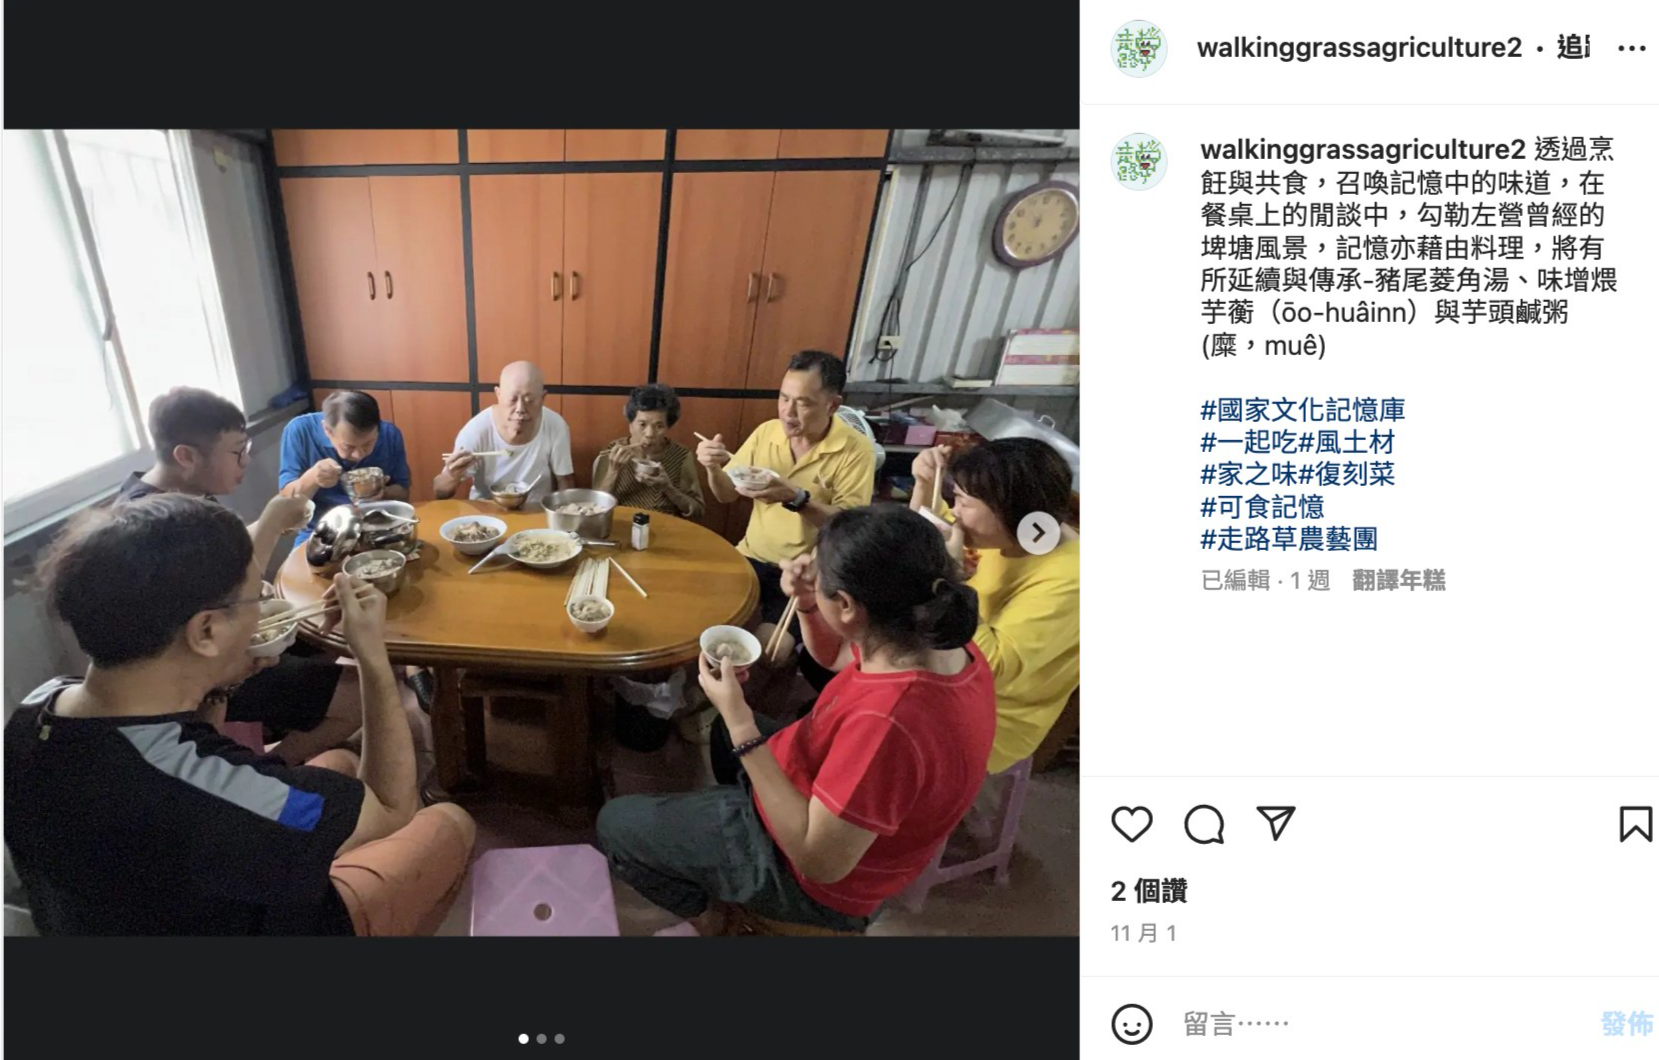 walkinggrassagriculture2 · 追
walkinggrassagriculture2 透過烹
飪與共食，召喚記憶中的味道，在
餐桌上的閒談中，勾勒左營曾經的
埤塘風景，記憶亦藉由料理，將有
所延續與傳承-豬尾菱角湯、味增煨
芋蘅（ōo-huâinn）與芋頭鹹粥
(糜，muê)
#國家文化記憶庫
#一起吃#風土材
#家之味#復刻菜
#可食記憶
#走路草農藝團
已編輯 · 1 週 翻譯年糕
2 個讚
11 月 1
留言⋯⋯
發佈